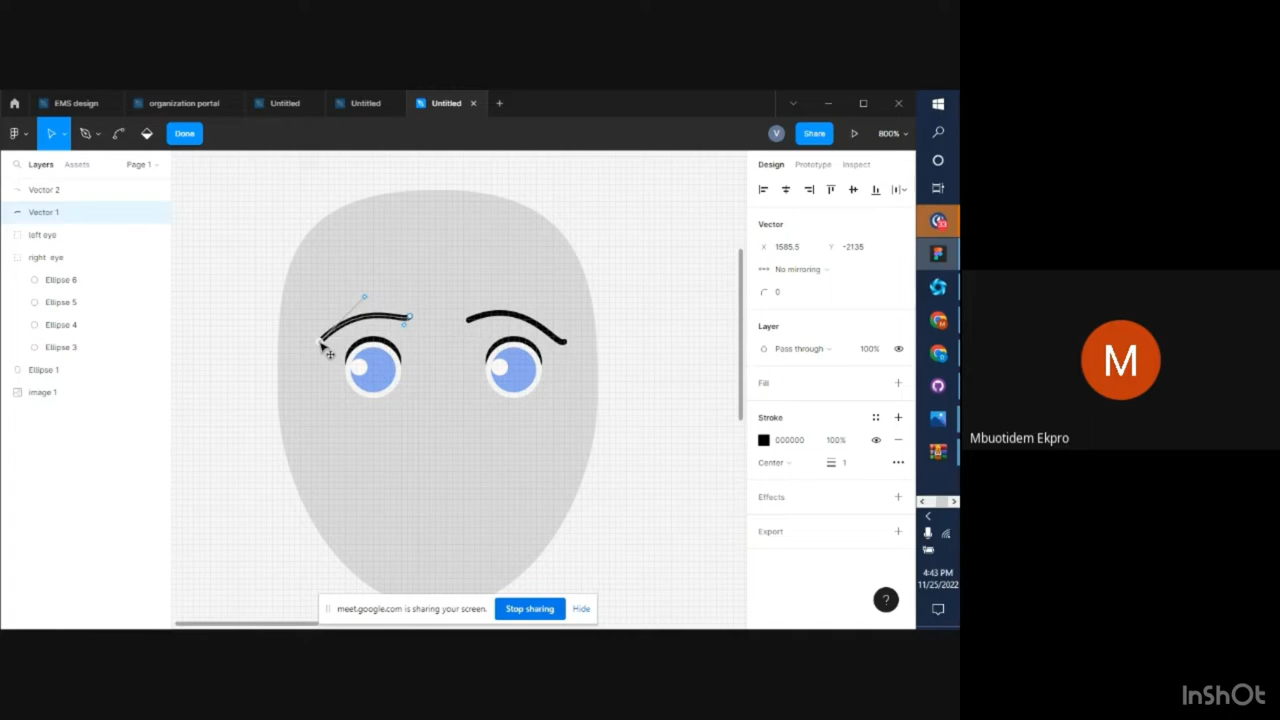 EMS design
organization portal
Untitled
Untitled
Untitled
Done
V
Share
800%
Layers
Assets
Page 1
Design
Prototype
Inspect
Vector 2
Vector 1
left eye
right eye
Ellipse 6
Ellipse 5
Ellipse 4
Ellipse 3
Ellipse 1
image 1
Vector
X 1585.5 Y -2135
No mirroring
0
Layer
Pass through 100%
Fill
Stroke
000000 100%
Center 1
Effects
Export
?
meet.google.com is sharing your screen.
Stop sharing
Hide
4:43 PM
11/25/2022
M
Mbuotidem Ekpro
InShOt